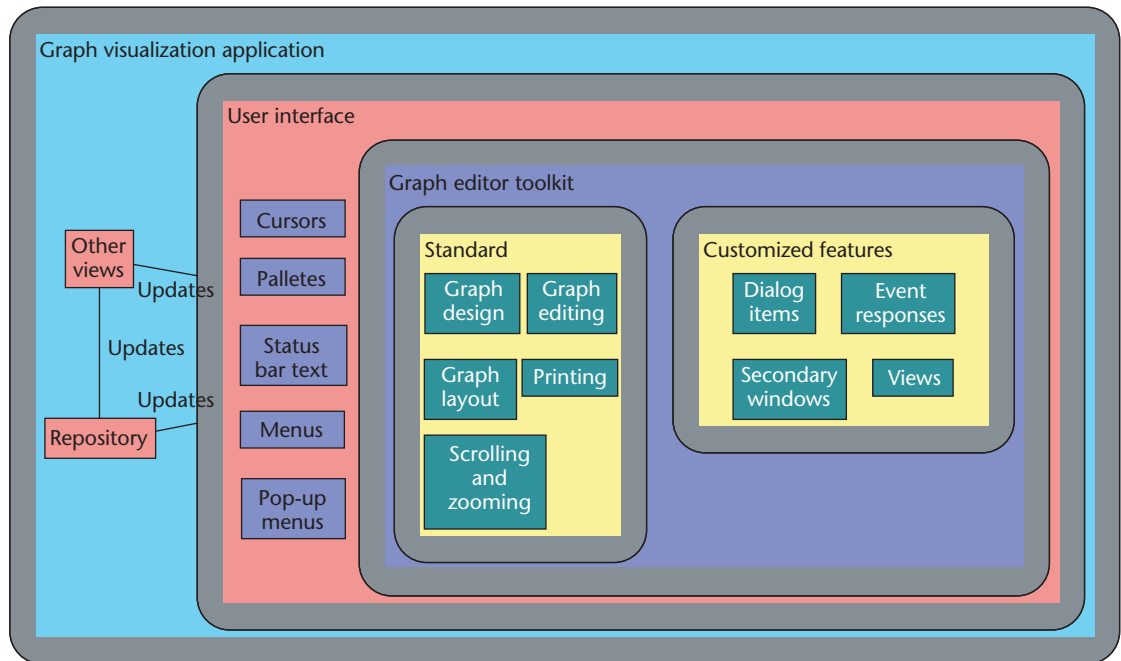 Graph visualization application
User interface
Graph editor toolkit
Other
views
Updates
Updates
Updates
Repository
Cursors
Palletes
Status
bar text
Menus
Pop-up
menus
Standard
Graph
design
Graph
editing
Graph
layout
Printing
Scrolling
and
zooming
Customized features
Dialog
items
Event
responses
Secondary
windows
Views